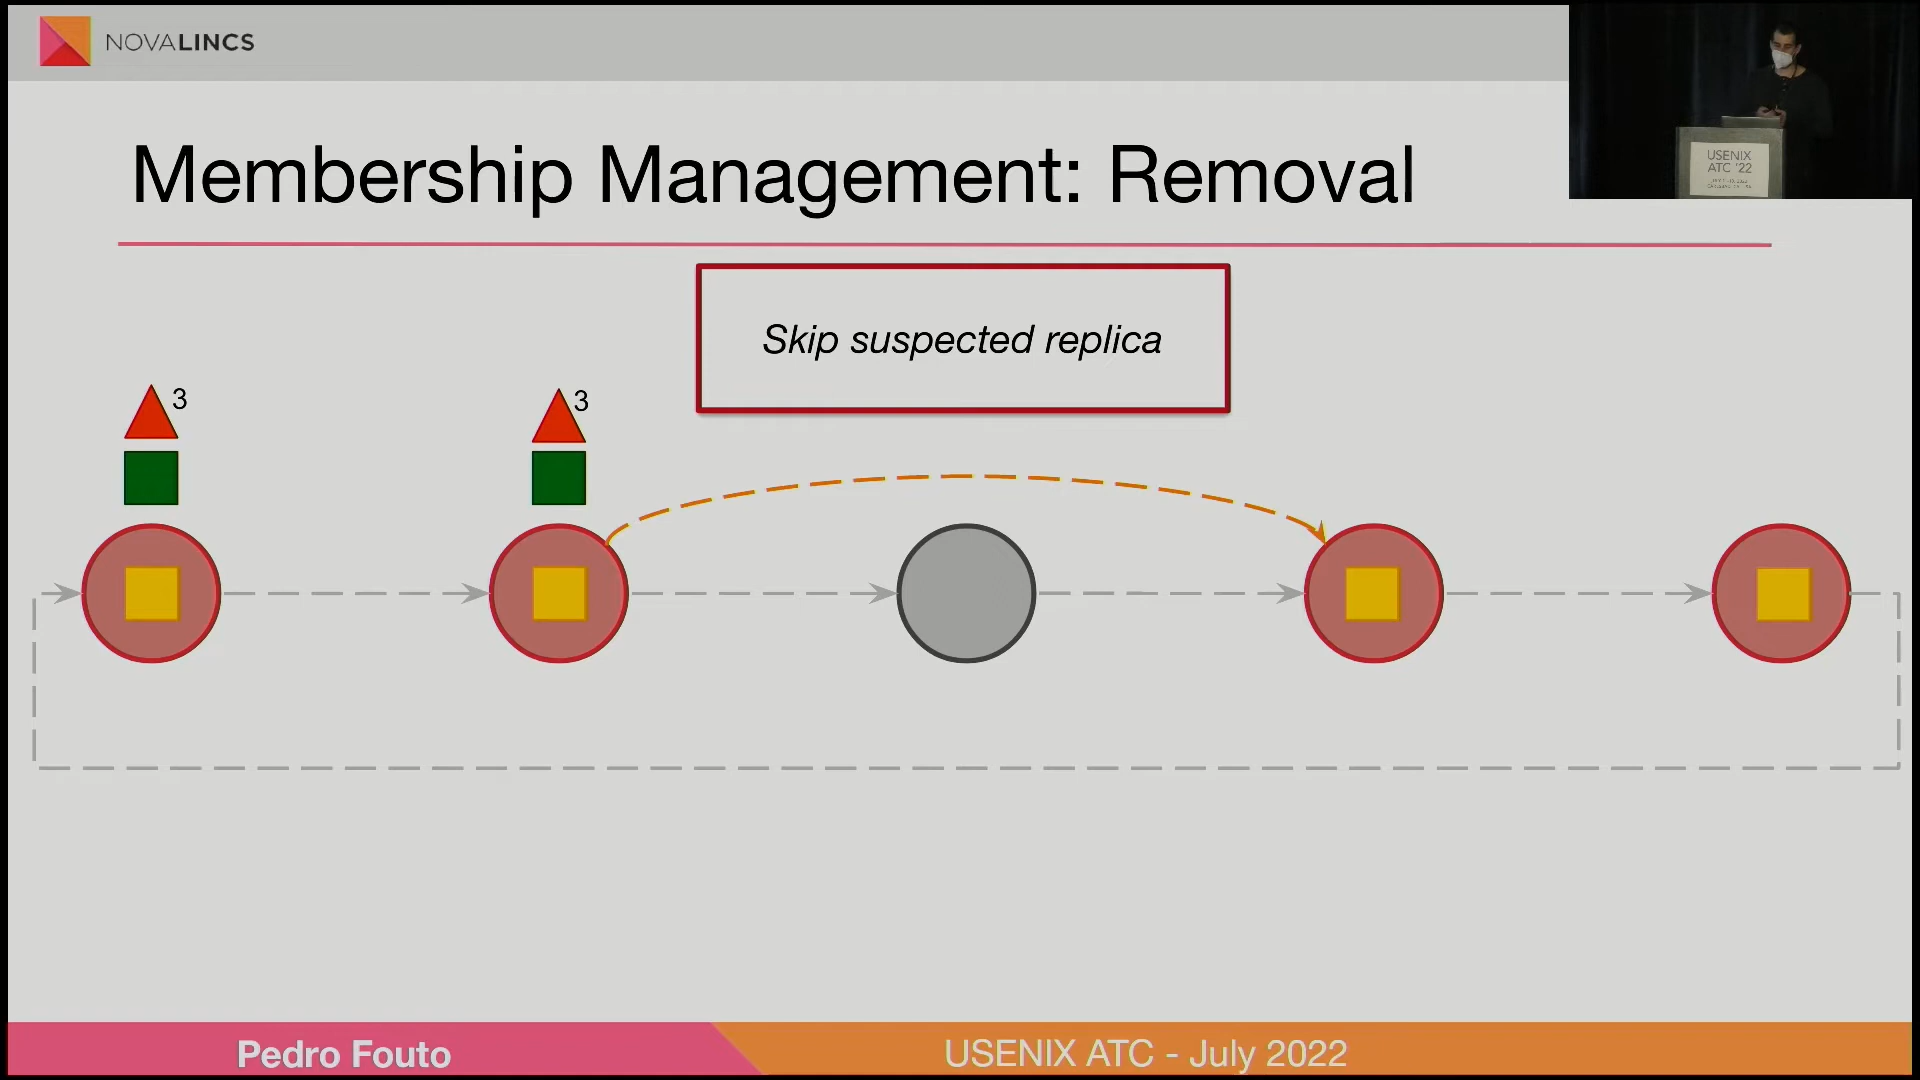 NOVALINCS
USENIX
ATC '22
Membership Management: Removal
Skip suspected replica
3
3
Pedro Fouto
USENIX ATC - July 2022